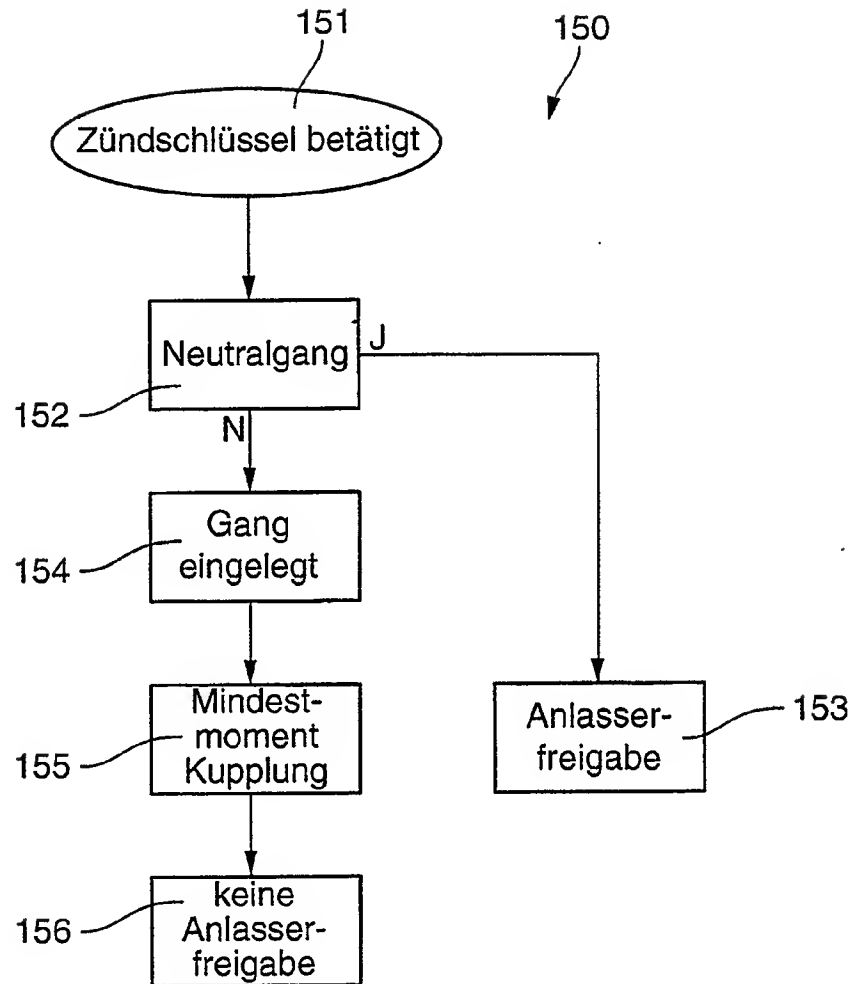 151
150
Zündschlüssel betätigt
Neutralgang
J
152
N
Gang
eingelegt
154
Mindest-
moment
Kupplung
155
Anlasser-
freigabe
153
keine
Anlasser-
freigabe
156